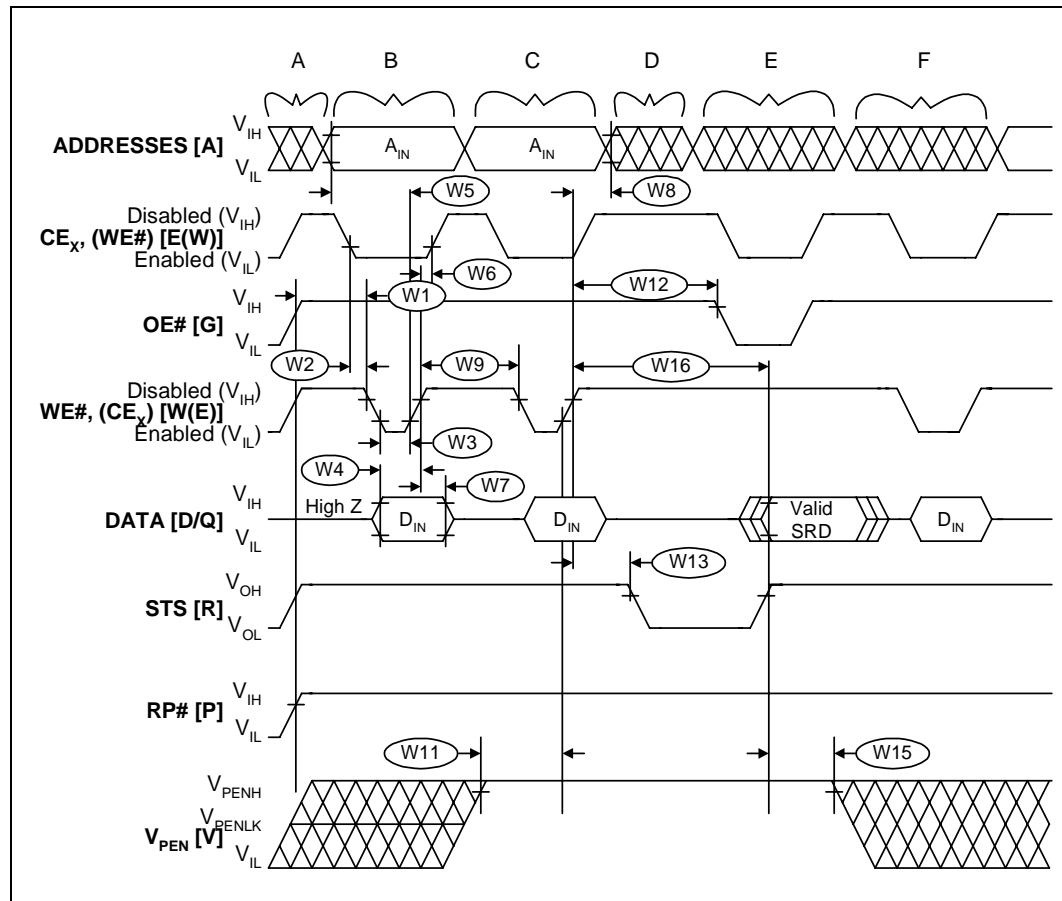 A B C D E F
V_IH
ADDRESSES [A] A_IN A_IN
V_IL
W5 W8
Disabled (V_IH)
CE_X, (WE#) [E(W)]
Enabled (V_IL)
W6
W1 W12
V_IH
OE# [G]
V_IL
W2 W9 W16
Disabled (V_IH)
WE#, (CE_X) [W(E)]
Enabled (V_IL)
W3
W4 W7
V_IH High Z
DATA [D/Q] D_IN D_IN Valid SRD D_IN
V_IL
W13
V_OH
STS [R]
V_OL
V_IH
RP# [P]
V_IL
W11 W15
V_PENH
V_PENLK
V_PEN [V]
V_IL